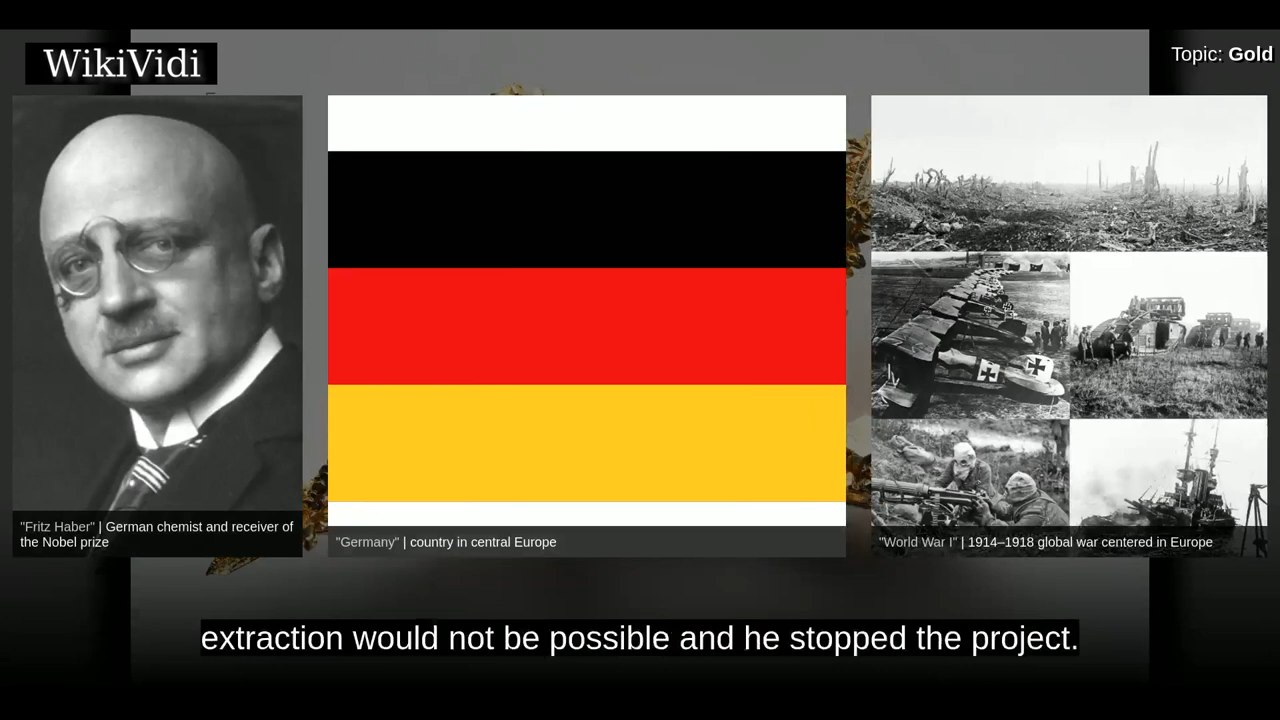 WikiVidi
Topic: Gold
"Fritz Haber" | German chemist and receiver of
the Nobel prize
"Germany" | country in central Europe
"World War I" | 1914–1918 global war centered in Europe
extraction would not be possible and he stopped the project.